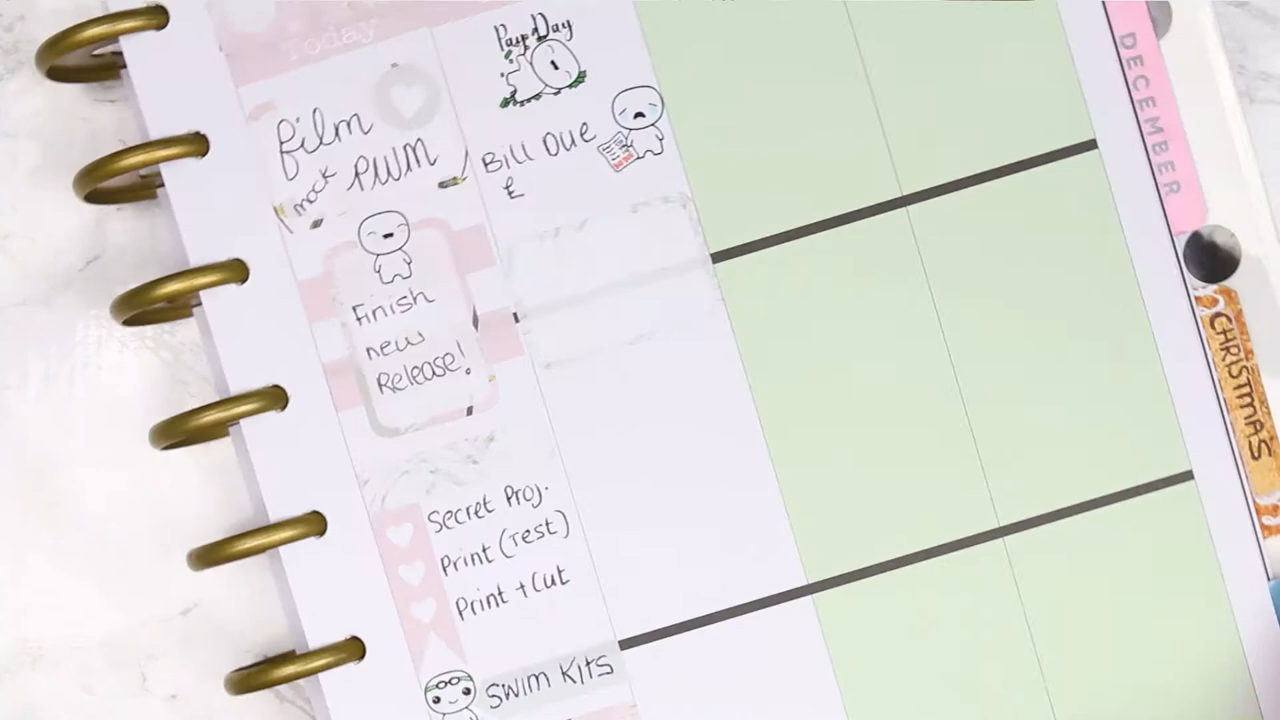 Today
film
mock PWM
Finish
new
Release!
Secret Proj.
Print (Test)
Print + Cut
SWIM KITS
Pay Day
Bill Due
£
DECEMBER
CHRISTMAS